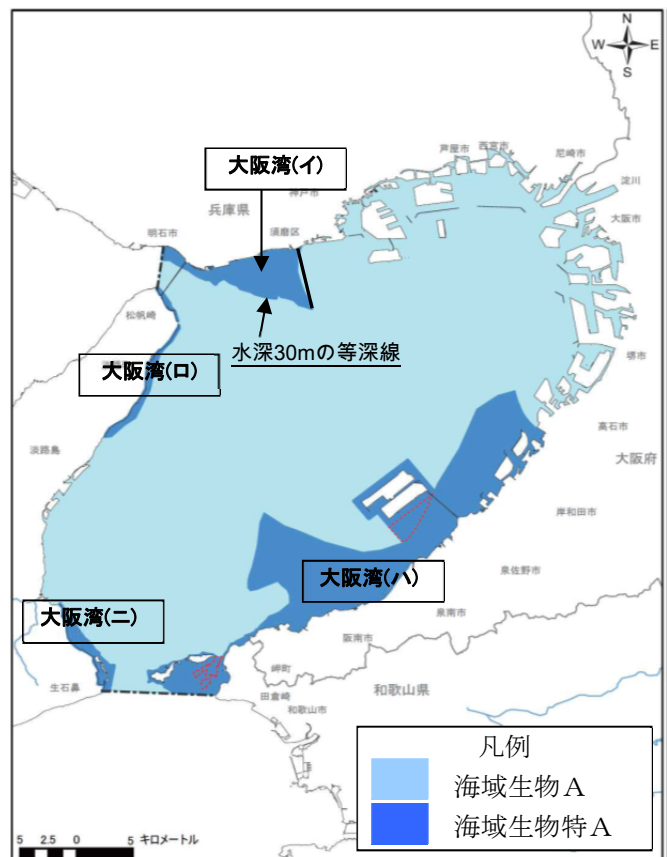 N
W E
S
芦屋市
西宮市
尼崎市
大阪湾(イ)
神戸市
淀川
兵庫県
大阪市
須磨区
明石市
松帆崎
水深30mの等深線
堺市
大阪湾(ロ)
高石市
淡路島
大阪府
岸和田市
泉佐野市
大阪湾(ハ)
大阪湾(ニ)
泉南市
阪南市
岬町
生石鼻
田倉崎
和歌山県
和歌山市
凡例
海域生物A
海域生物特A
5 2.5 0 5 キロメートル